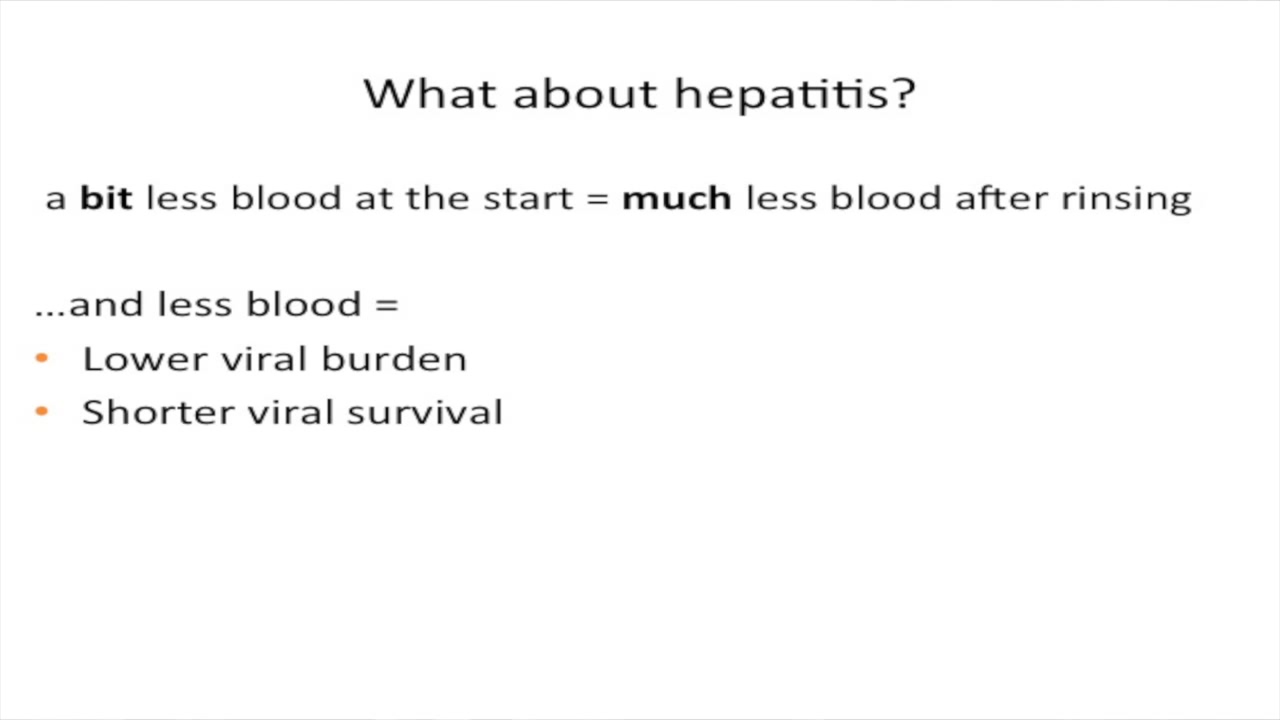 What about hepatitis?
a bit less blood at the start = much less blood after rinsing
...and less blood =
• Lower viral burden
• Shorter viral survival